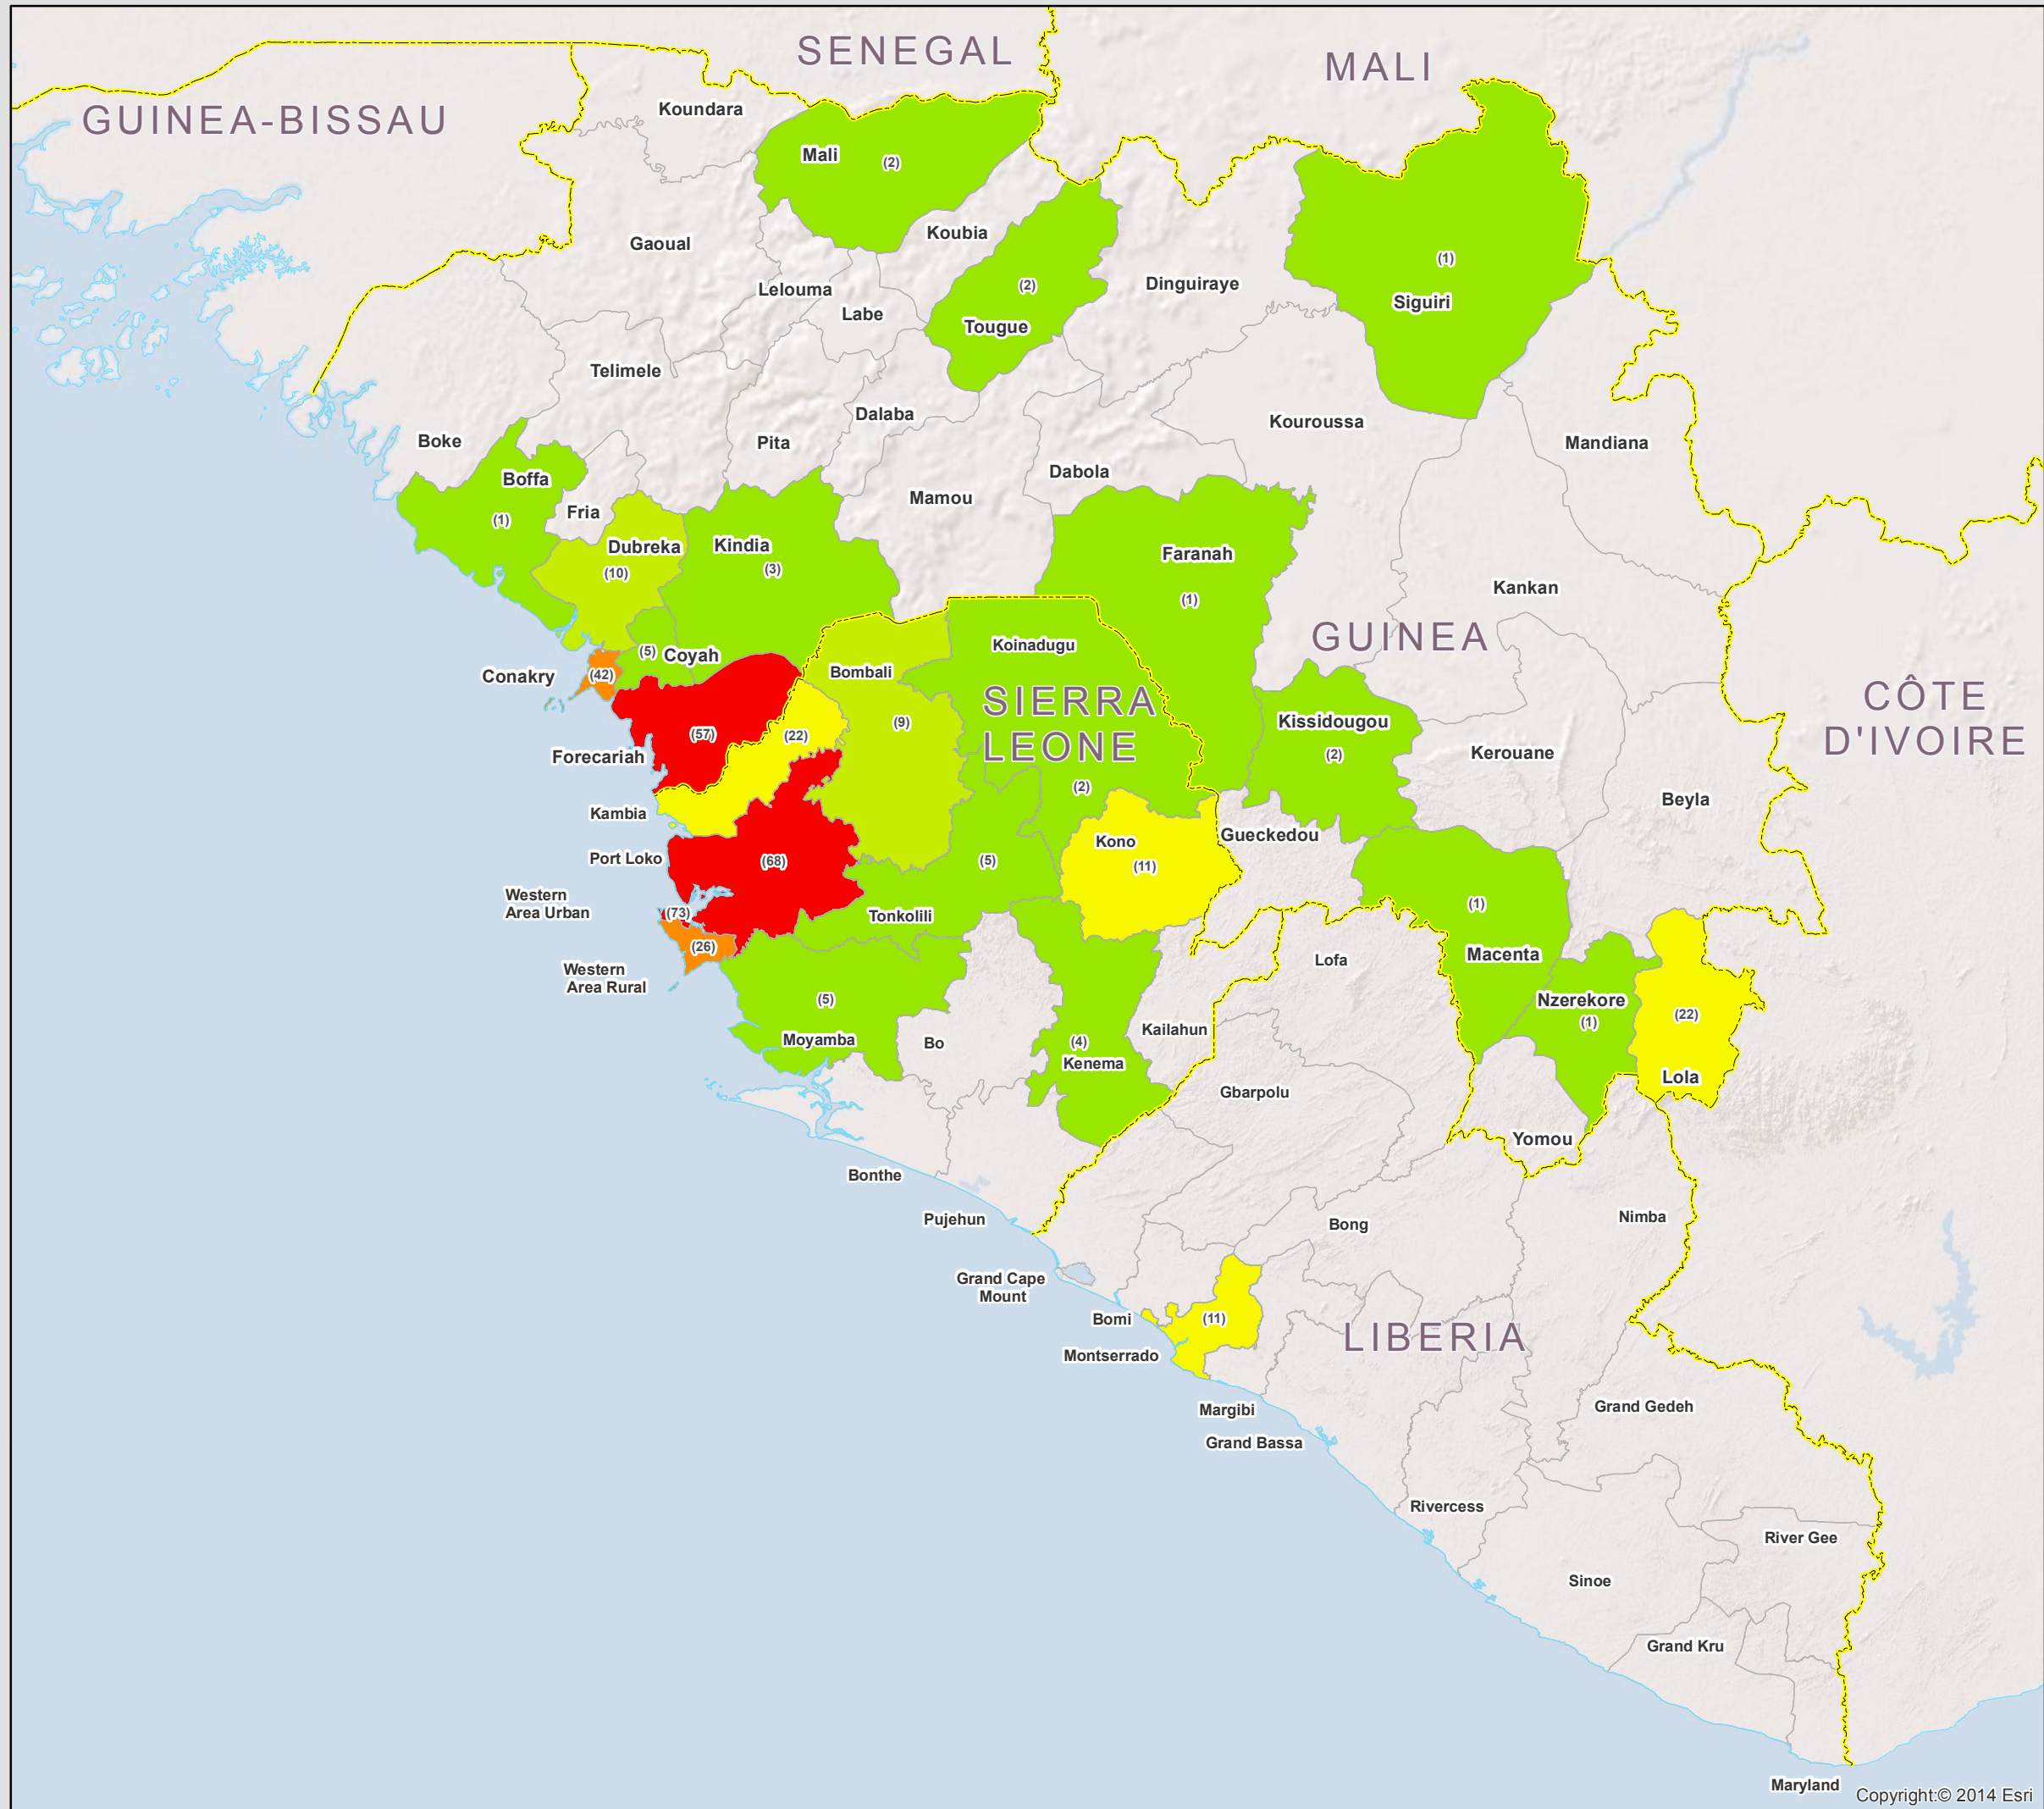 SENEGAL
MALI
GUINEA-BISSAU
Koundara
Mali
(2)
Koubia
Gaoual
(1)
(2)
Dinguiraye
Lelouma
Siguiri
Labe
Tougue
Telimele
Dalaba
Kouroussa
Boke
Pita
Mandiana
Dabola
Boffa
Mamou
Fria
(1)
Dubreka
Kindia
Faranah
(10)
(3)
Kankan
(1)
GUINEA
Koinadugu
(5)
Coyah
Bombali
Conakry
(42)
CÔTE
D'IVOIRE
SIERRA
LEONE
Kissidougou
(9)
(57)
(22)
Forecariah
(2)
Kerouane
(2)
Beyla
Kambia
Gueckedou
Kono
Port Loko
(68)
(5)
(11)
Western
Area Urban
(73)
Tonkolili
(1)
(26)
Macenta
Lofa
Western
Area Rural
(5)
Nzerekore
(22)
(1)
Kailahun
Moyamba
Bo
(4)
Kenema
Lola
Gbarpolu
Yomou
Bonthe
Pujehun
Nimba
Bong
Grand Cape
Mount
Bomi
(11)
LIBERIA
Montserrado
Margibi
Grand Gedeh
Grand Bassa
Rivercess
River Gee
Sinoe
Grand Kru
Maryland
Copyright:© 2014 Esri